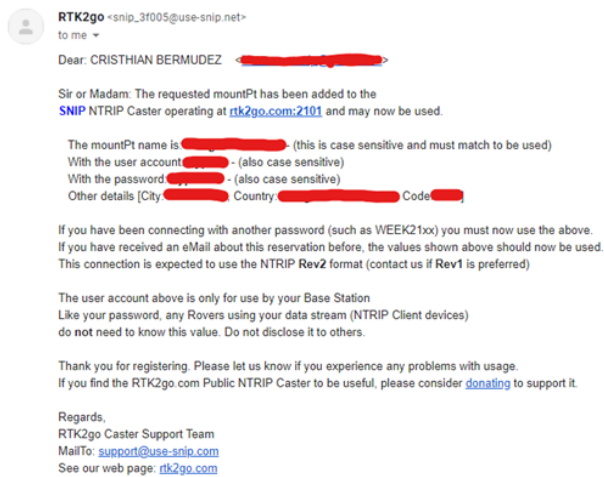 RTK2go <snip_3f005@use-snip.net>
to me
Dear: CRISTHIAN BERMUDEZ < >
Sir or Madam: The requested mountPt has been added to the
SNIP NTRIP Caster operating at rtk2go.com:2101 and may now be used.
The mountPt name is: - (this is case sensitive and must match to be used)
With the user account: - (also case sensitive)
With the password: - (also case sensitive)
Other details [City: Country: Code ]
If you have been connecting with another password (such as WEEK21xx) you must now use the above.
If you have received an eMail about this reservation before, the values shown above should now be used.
This connection is expected to use the NTRIP Rev2 format (contact us if Rev1 is preferred)
The user account above is only for use by your Base Station
Like your password, any Rovers using your data stream (NTRIP Client devices)
do not need to know this value. Do not disclose it to others.
Thank you for registering. Please let us know if you experience any problems with usage.
If you find the RTK2go.com Public NTRIP Caster to be useful, please consider donating to support it.
Regards,
RTK2go Caster Support Team
MailTo: support@use-snip.com
See our web page: rtk2go.com